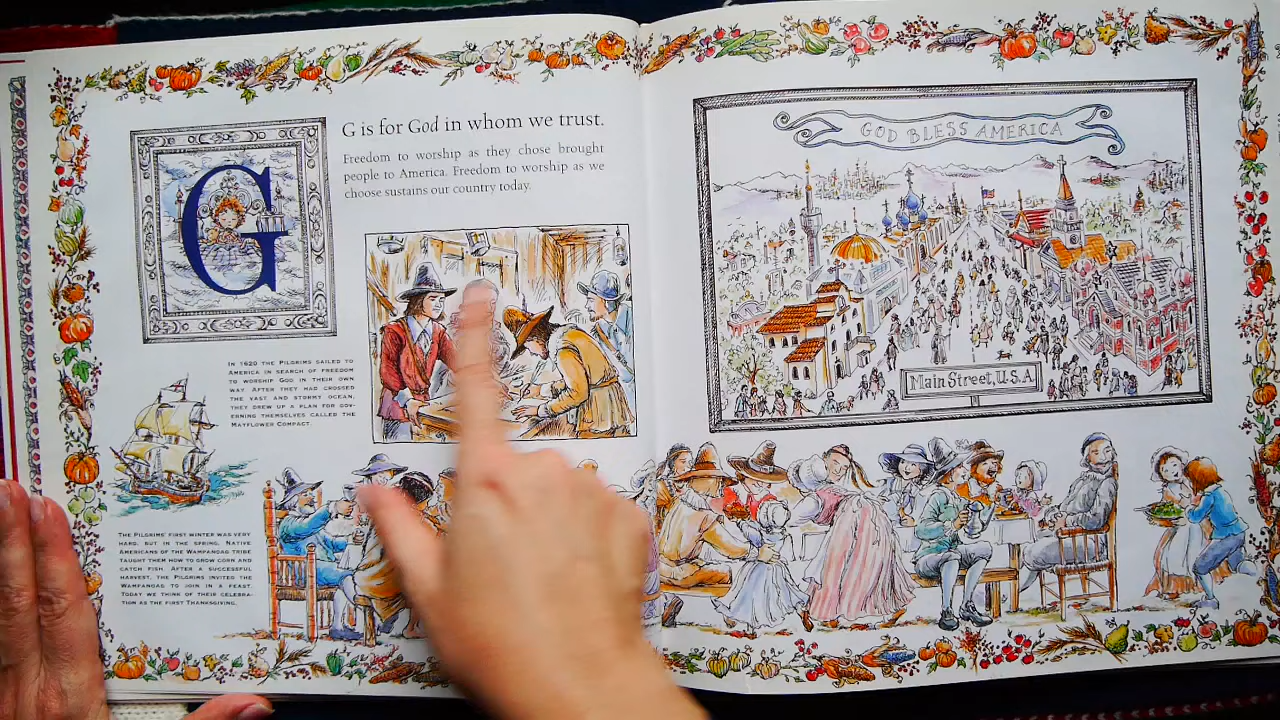 G is for God in whom we trust.
Freedom to worship as they chose brought
people to America. Freedom to worship as we
choose sustains our country today.
G
IN 1620 THE PILGRIMS SAILED TO
AMERICA IN SEARCH OF FREEDOM
TO WORSHIP GOD IN THEIR OWN
WAY. AFTER THEY HAD CROSSED
THE VAST AND STORMY OCEAN,
THEY DREW UP A PLAN FOR GOV-
ERNING THEMSELVES CALLED THE
MAYFLOWER COMPACT.
THE PILGRIMS' FIRST WINTER WAS VERY
HARD, BUT IN THE SPRING, NATIVE
AMERICANS OF THE WAMPANOAG TRIBE
TAUGHT THEM HOW TO GROW CORN AND
CATCH FISH. AFTER A SUCCESSFUL
HARVEST, THE PILGRIMS INVITED THE
WAMPANOAG TO JOIN IN A FEAST.
TODAY WE THINK OF THEIR CELEBRA-
TION AS THE FIRST THANKSGIVING.
GOD BLESS AMERICA
Main Street, U.S.A